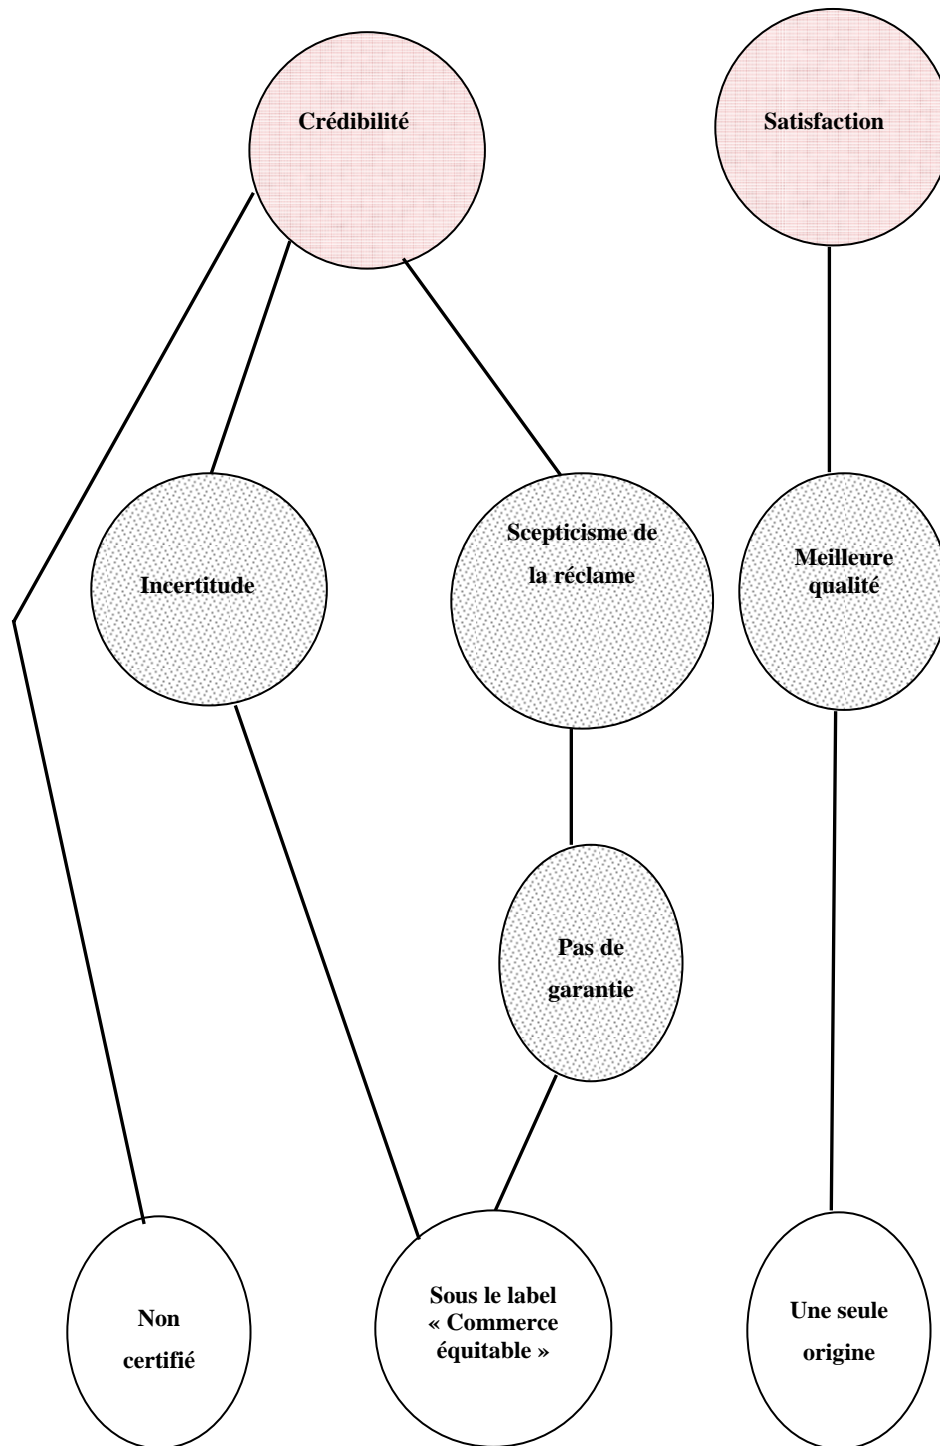 Crédibilité
Satisfaction
Incertitude
Scepticisme de
la réclame
Meilleure
qualité
Pas de
garantie
Non
certifié
Sous le label
« Commerce
équitable »
Une seule
origine